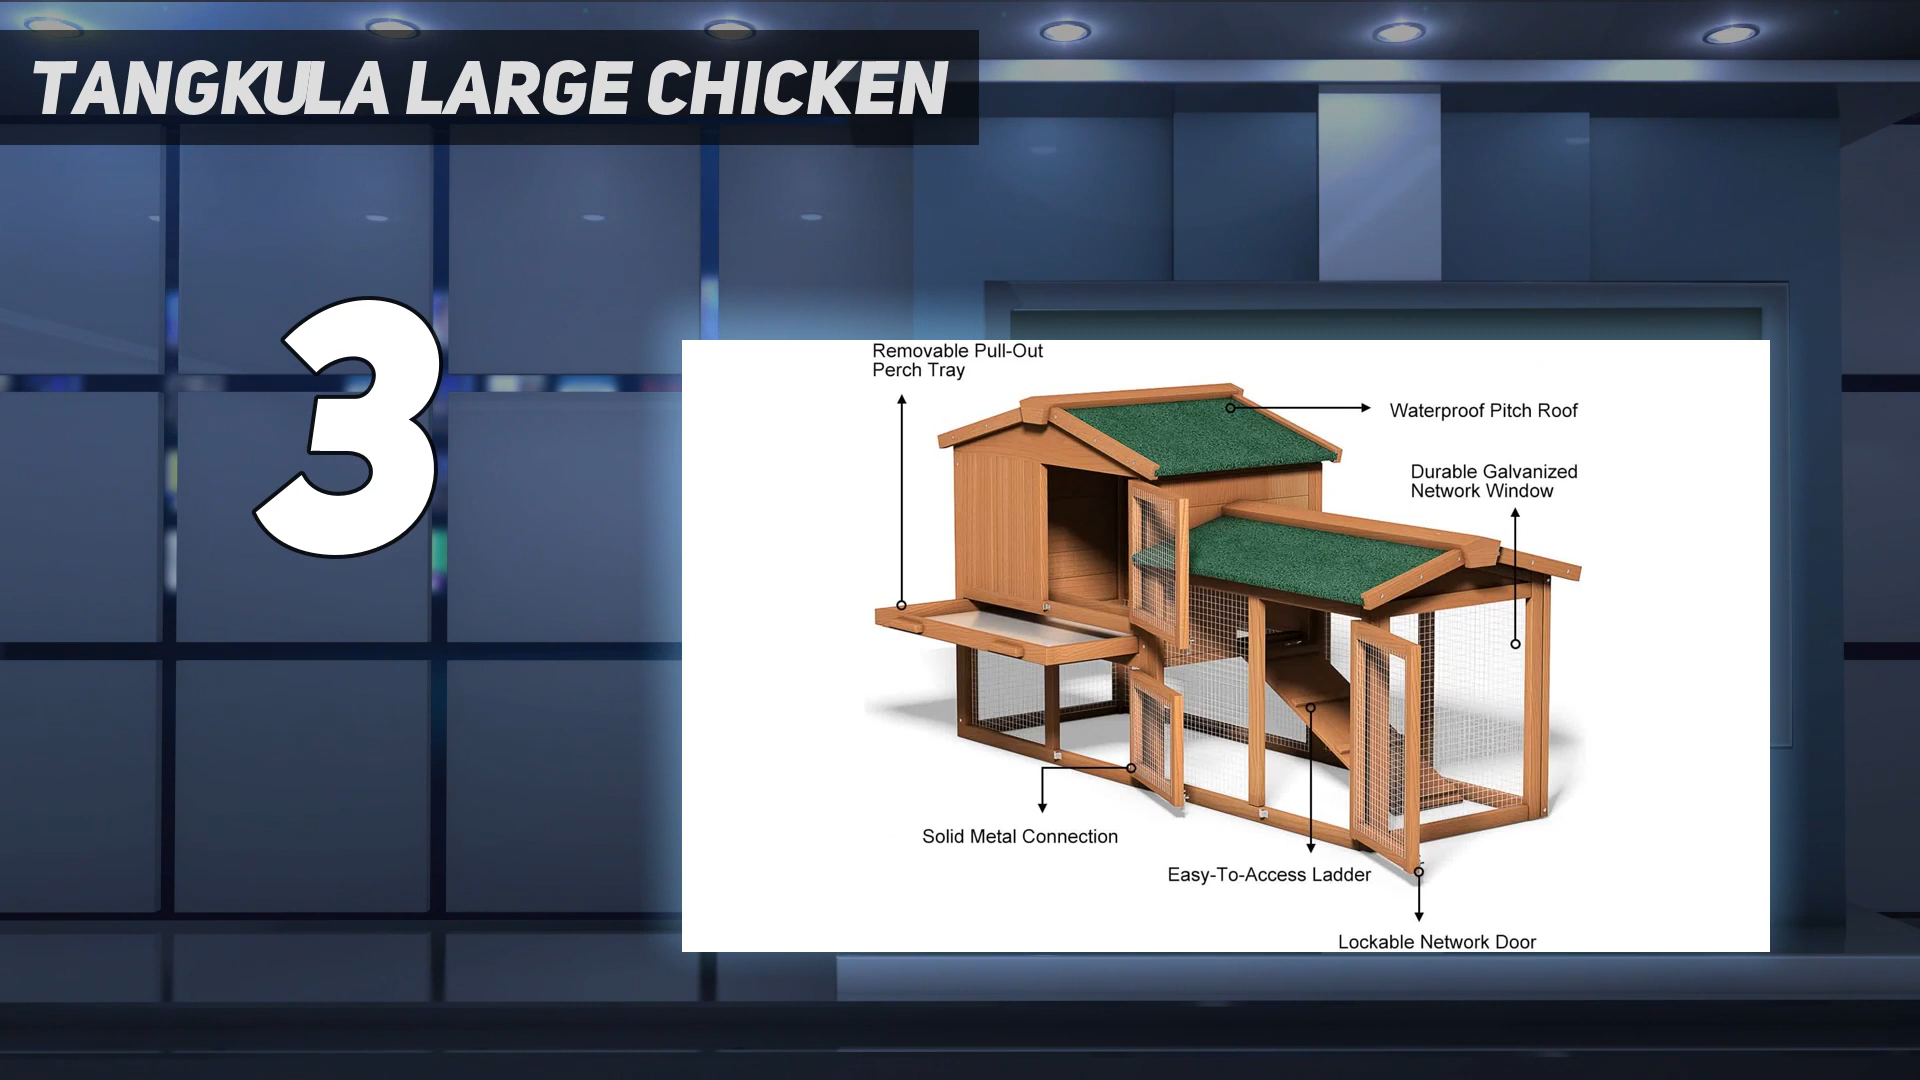 TANGKULA LARGE CHICKEN
3
Removable Pull-Out
Perch Tray
Waterproof Pitch Roof
Durable Galvanized
Network Window
Solid Metal Connection
Easy-To-Access Ladder
Lockable Network Door